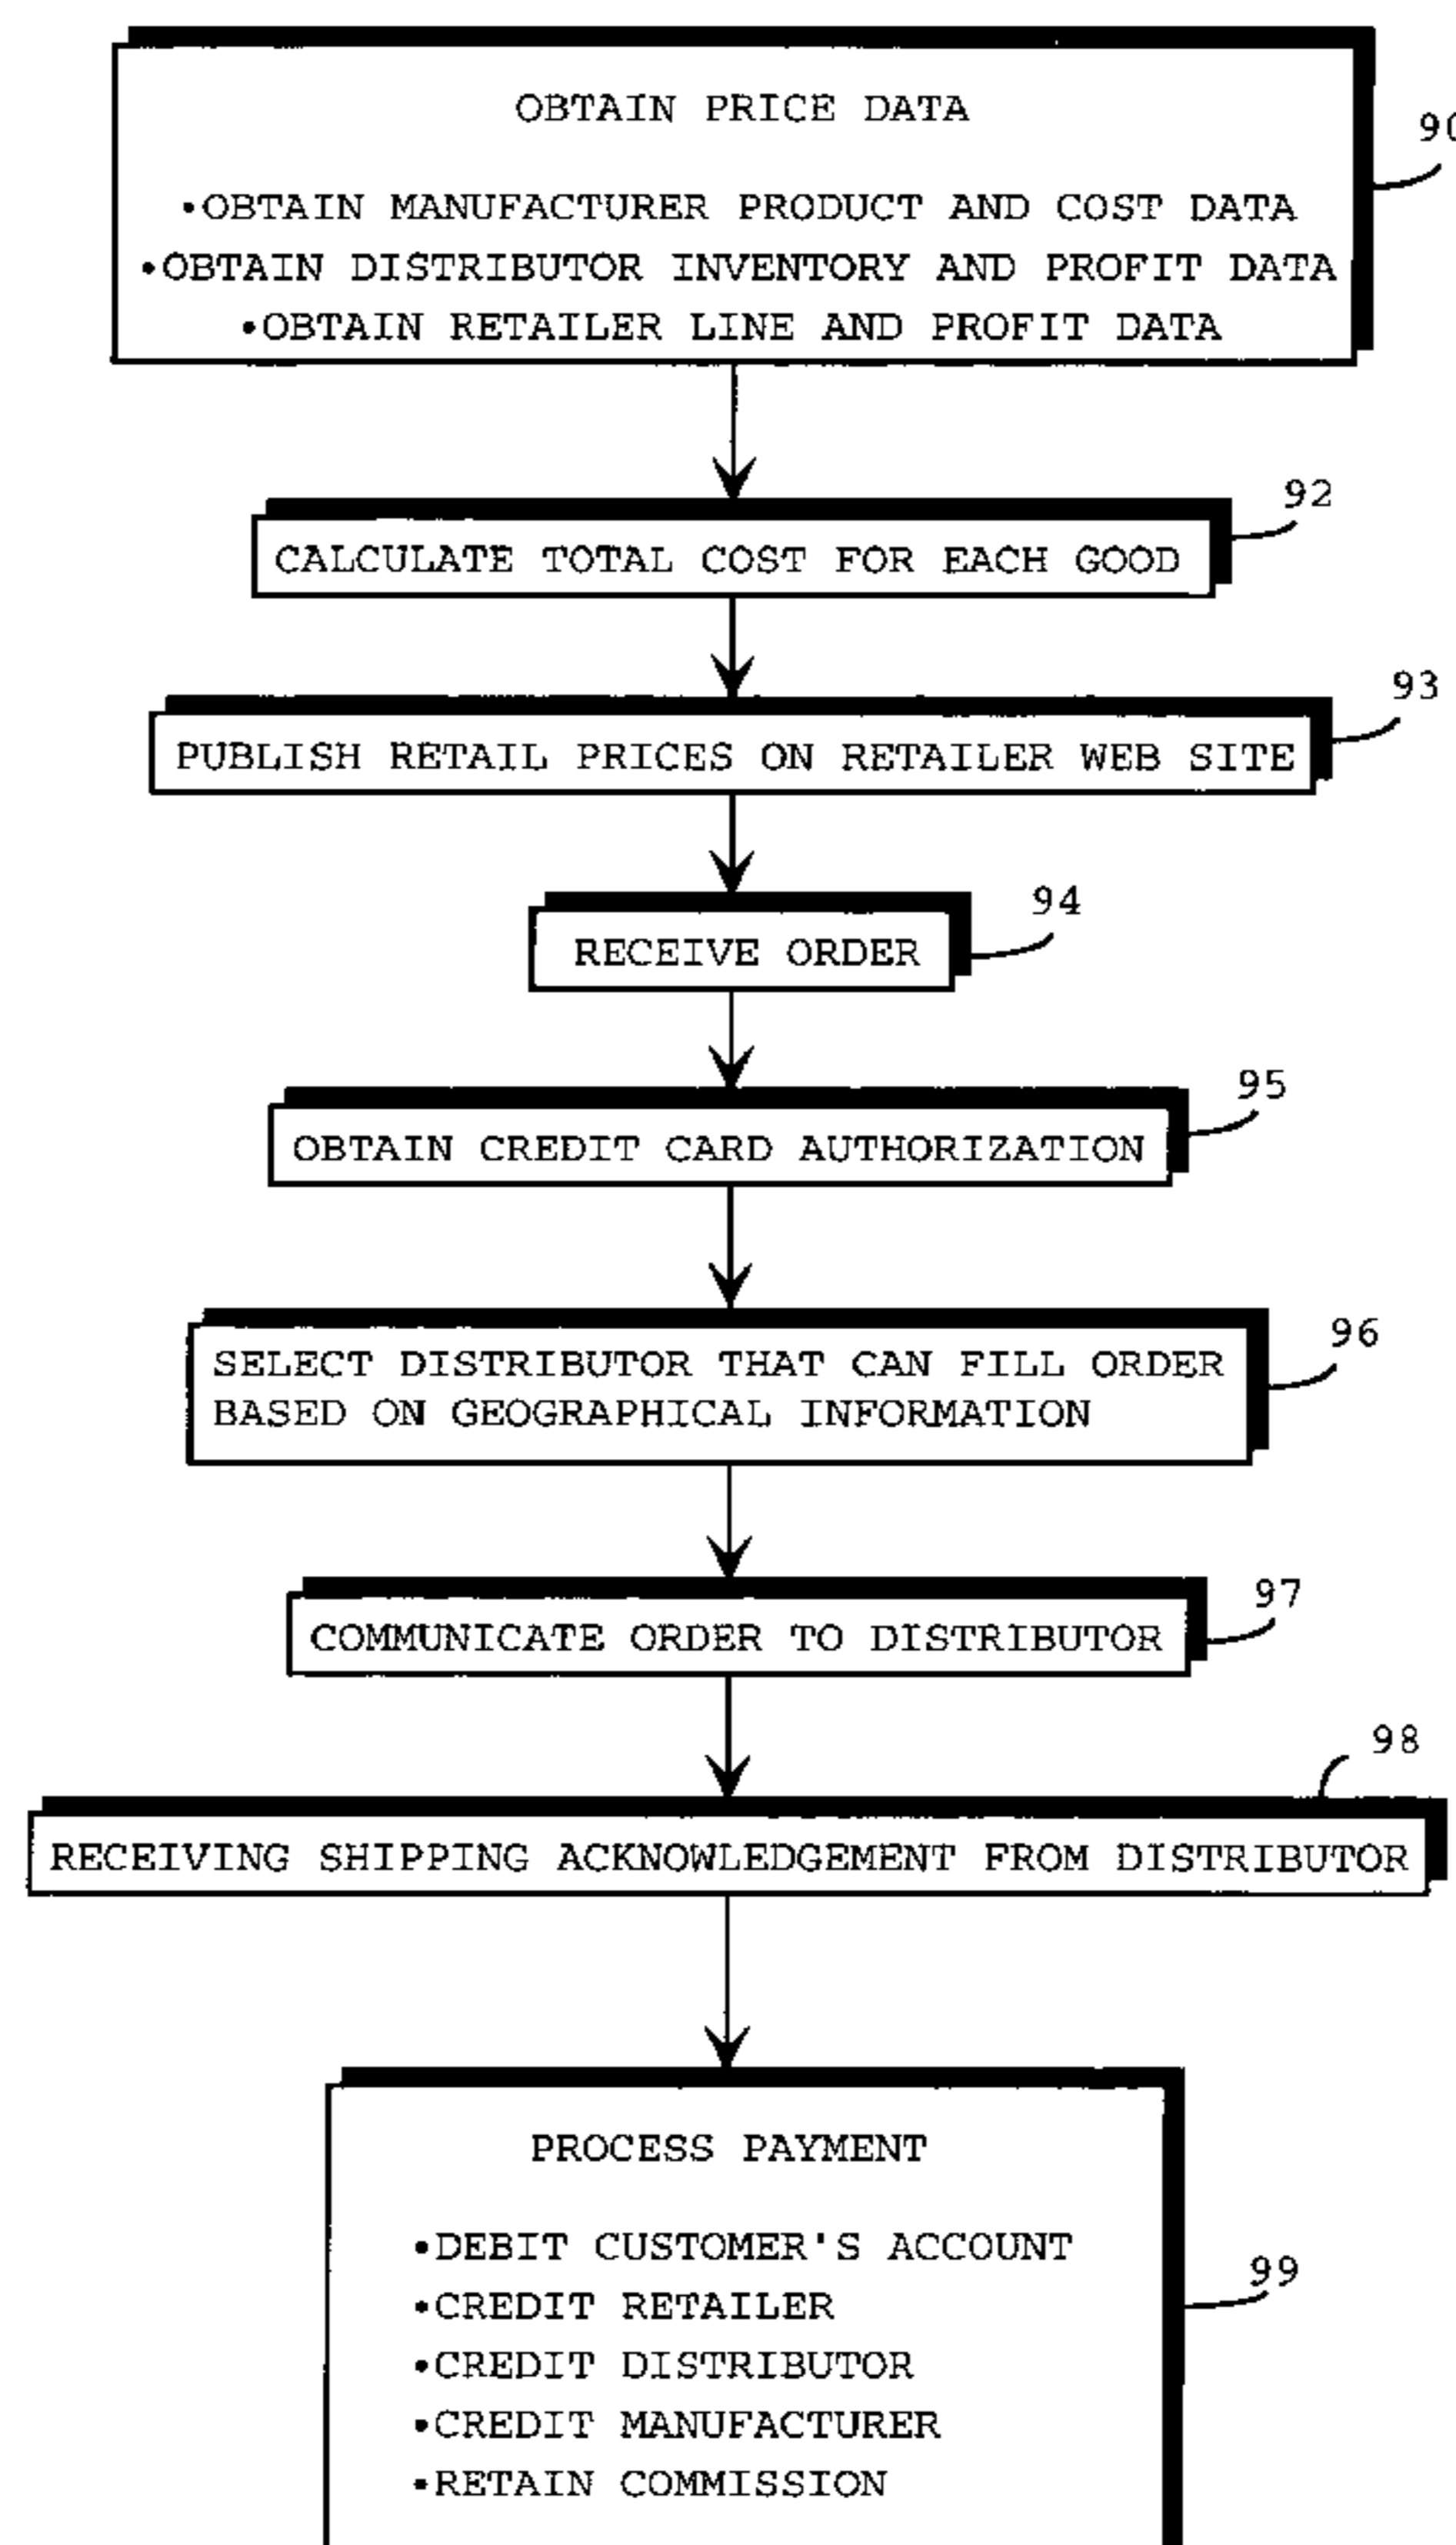 OBTAIN PRICE DATA
90
•OBTAIN MANUFACTURER PRODUCT AND COST DATA
•OBTAIN DISTRIBUTOR INVENTORY AND PROFIT DATA
•OBTAIN RETAILER LINE AND PROFIT DATA
92
CALCULATE TOTAL COST FOR EACH GOOD
93
PUBLISH RETAIL PRICES ON RETAILER WEB SITE
94
RECEIVE ORDER
95
OBTAIN CREDIT CARD AUTHORIZATION
96
SELECT DISTRIBUTOR THAT CAN FILL ORDER
BASED ON GEOGRAPHICAL INFORMATION
97
COMMUNICATE ORDER TO DISTRIBUTOR
98
RECEIVING SHIPPING ACKNOWLEDGEMENT FROM DISTRIBUTOR
PROCESS PAYMENT
•DEBIT CUSTOMER'S ACCOUNT
99
•CREDIT RETAILER
•CREDIT DISTRIBUTOR
•CREDIT MANUFACTURER
•RETAIN COMMISSION